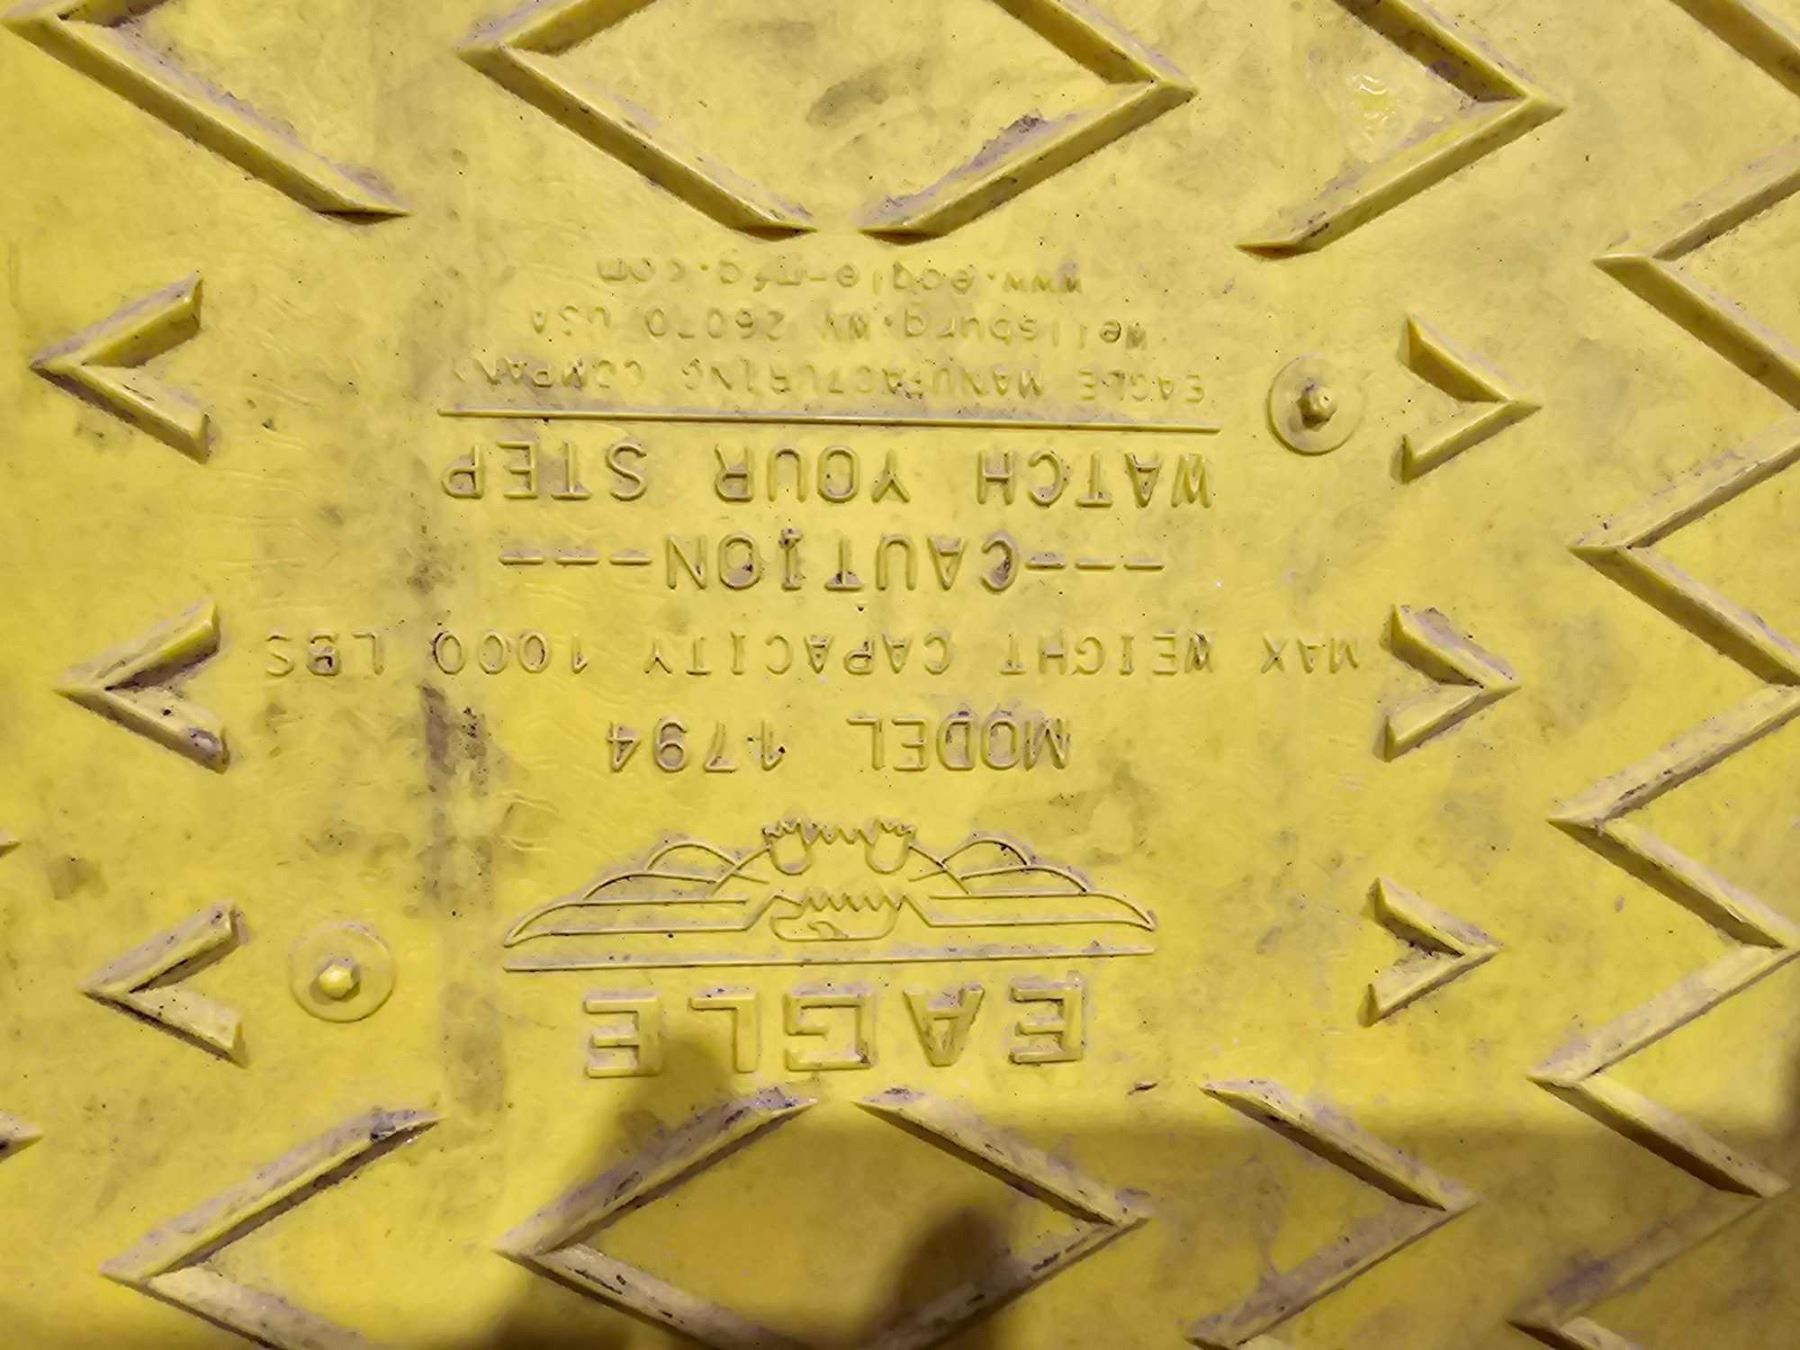 EAGLE
MODEL 1794
MAX WEIGHT CAPACITY 1000 LBS
---CAUTION---
WATCH YOUR STEP
EAGLE MANUFACTURING COMPANY
Wellsburg, WV 26070 USA
www.eagle-mfg.com